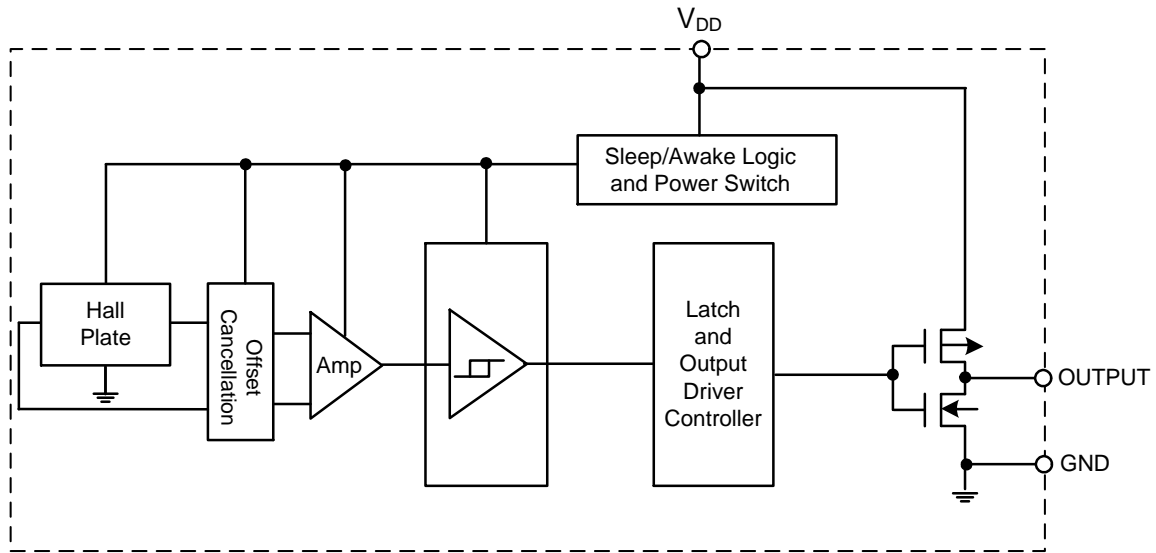 VDD
Sleep/Awake Logic
and Power Switch
Hall
Plate
Offset
Cancellation
Amp
Latch
and
Output
Driver
Controller
OUTPUT
GND